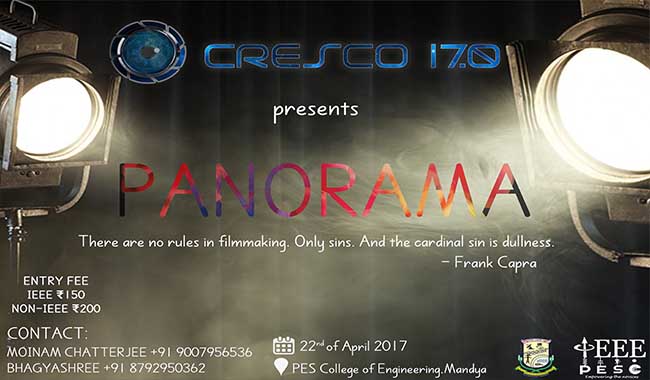 CRESCO 17.0
presents
PANORAMA
There are no rules in filmmaking. Only sins. And the cardinal sin is dullness.
– Frank Capra
ENTRY FEE
IEEE ₹150
NON-IEEE ₹200
CONTACT:
MOINAM CHATTERJEE +91 9007956536
BHAGYASHREE +91 8792950362
22nd of April 2017
PES College of Engineering,Mandya
IEEE
PESC